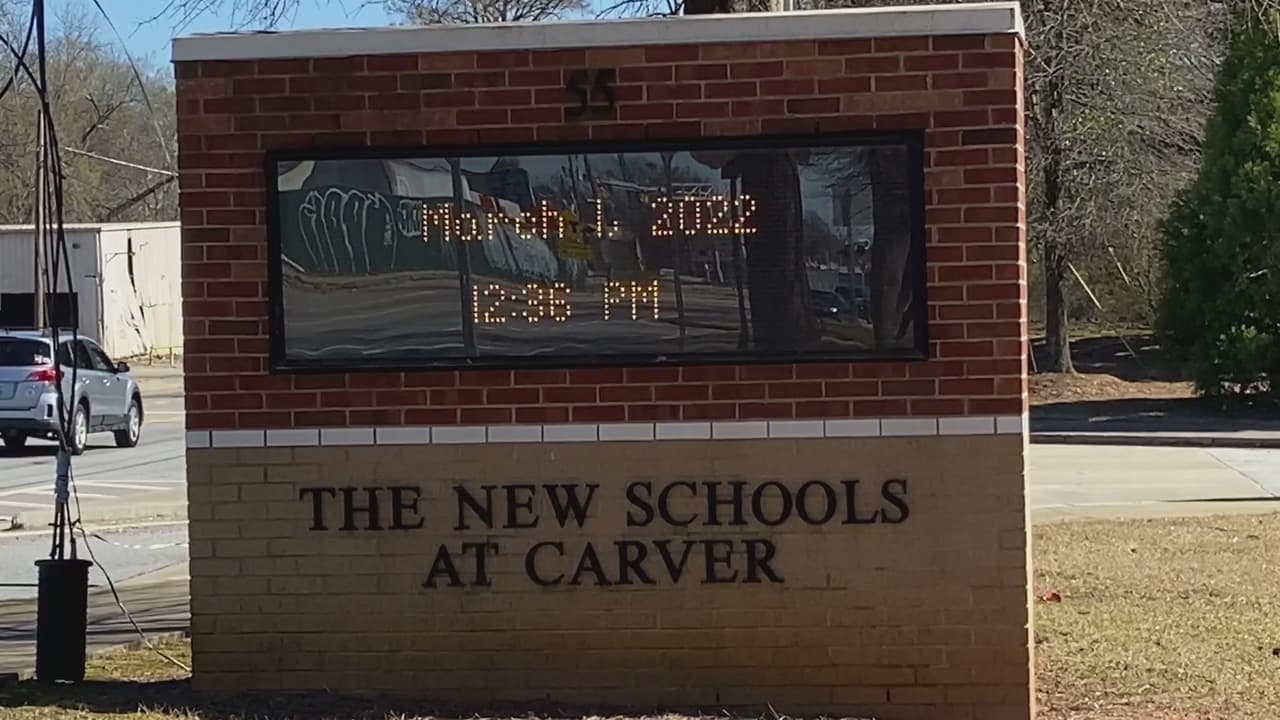 55
March 1, 2022
12:36 PM
THE NEW SCHOOLS
AT CARVER